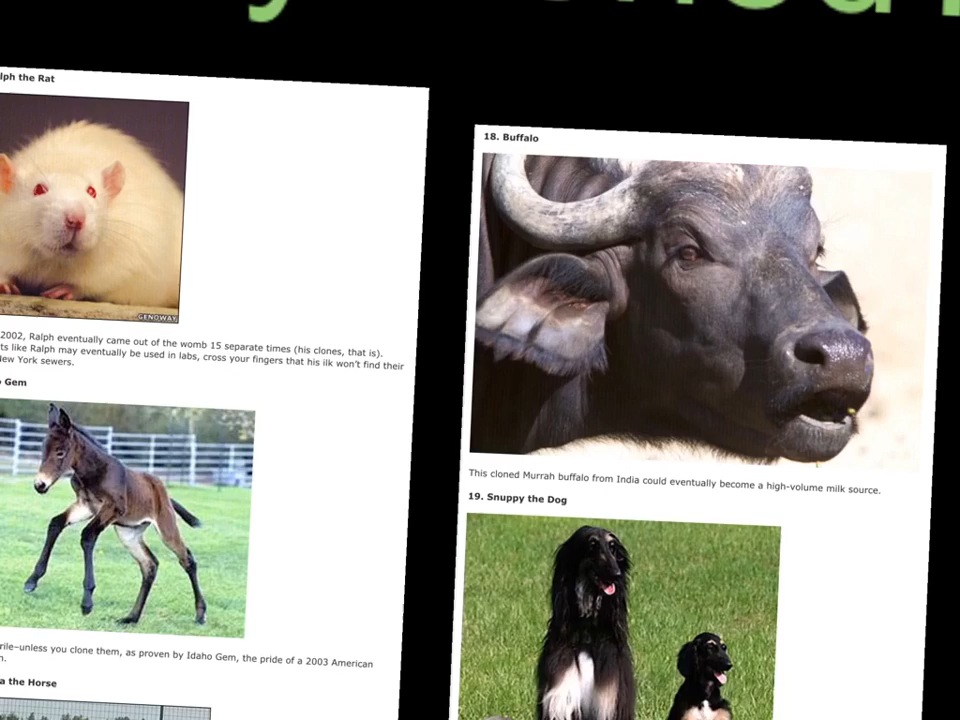 lph the Rat
GENOWAY
2002, Ralph eventually came out of the womb 15 separate times (his clones, that is).
ts like Ralph may eventually be used in labs, cross your fingers that his ilk won't find their
ew York sewers.
Gem
rile–unless you clone them, as proven by Idaho Gem, the pride of a 2003 American
a the Horse
18. Buffalo
This cloned Murrah buffalo from India could eventually become a high-volume milk source.
19. Snuppy the Dog